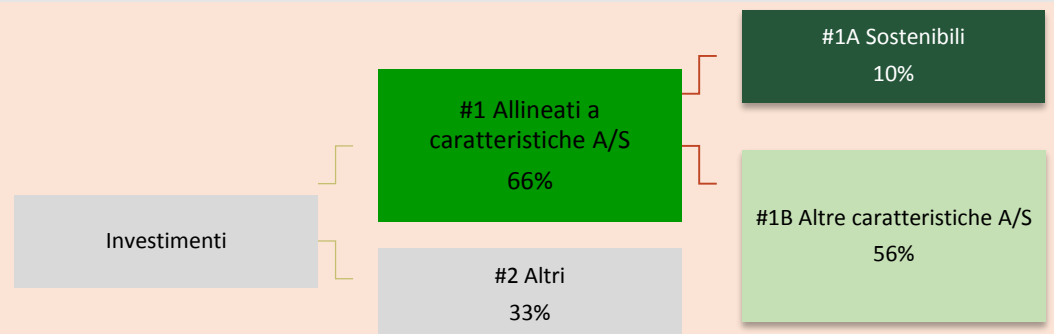 Investimenti
#1 Allineati a
caratteristiche A/S
66%
#2 Altri
33%
#1A Sostenibili
10%
#1B Altre caratteristiche A/S
56%